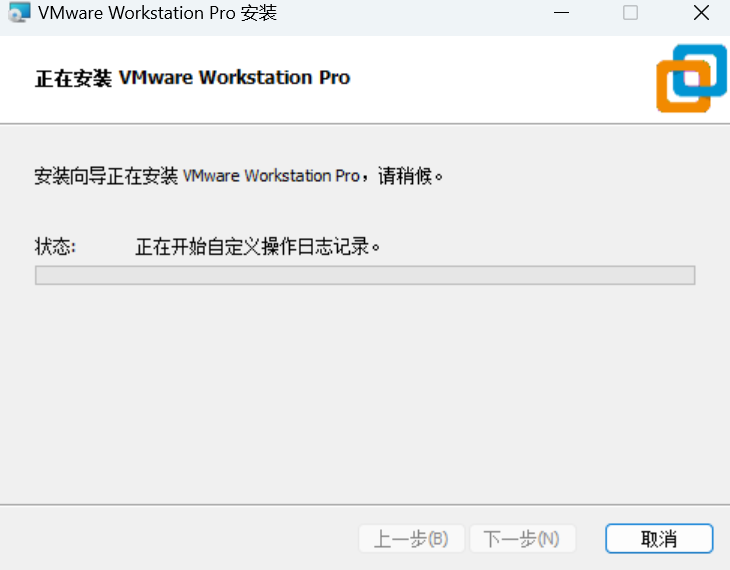 VMware Workstation Pro 安装
正在安装 VMware Workstation Pro
安装向导正在安装 VMware Workstation Pro，请稍候。
状态: 正在开始自定义操作日志记录。
上一步(B) 下一步(N) 取消